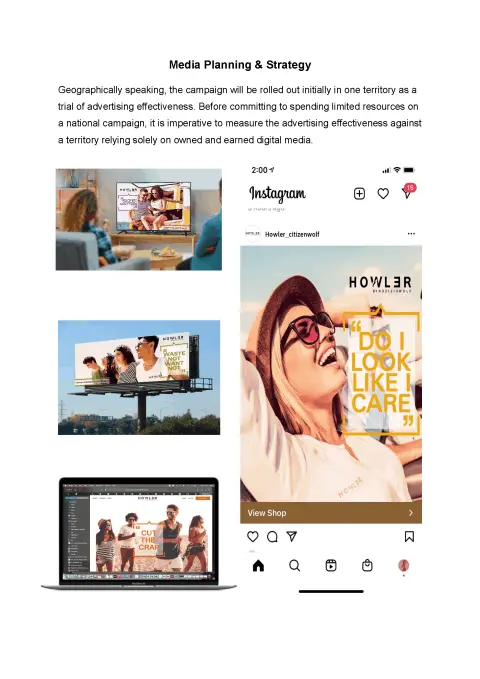 Media Planning & Strategy
Geographically speaking, the campaign will be rolled out initially in one territory as a
trial of advertising effectiveness. Before committing to spending limited resources on
a national campaign, it is imperative to measure the advertising effectiveness against
a territory relying solely on owned and earned digital media.
HOWLER
HOWLER
“WASTE
NOT
WANT
NOT”
HOWLER
“CUT
THE
CRAP
2:00
Instagram
15
Howler_citizenwolf
HOWLER
“DO I
LOOK
LIKE I
CARE”
HOWLER
View Shop